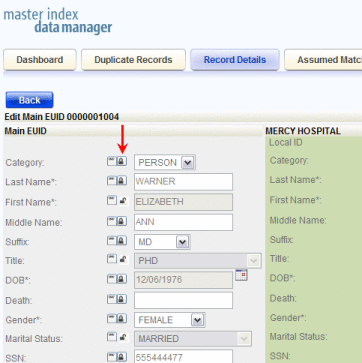 master index
data manager
Dashboard Duplicate Records Record Details Assumed Matc
Back
Edit Main EUID 0000001004
Main EUID MERCY HOSPITAL
Local ID
Category: PERSON Category:
Last Name*: WARNER Last Name*:
First Name*: ELIZABETH First Name*:
Middle Name: ANN Middle Name:
Suffix: MD Suffix:
Title: PHD Title:
DOB*: 12/06/1976 DOB*:
Death: Death:
Gender*: FEMALE Gender*:
Marital Status: MARRIED Marital Status:
SSN: 555444477 SSN: